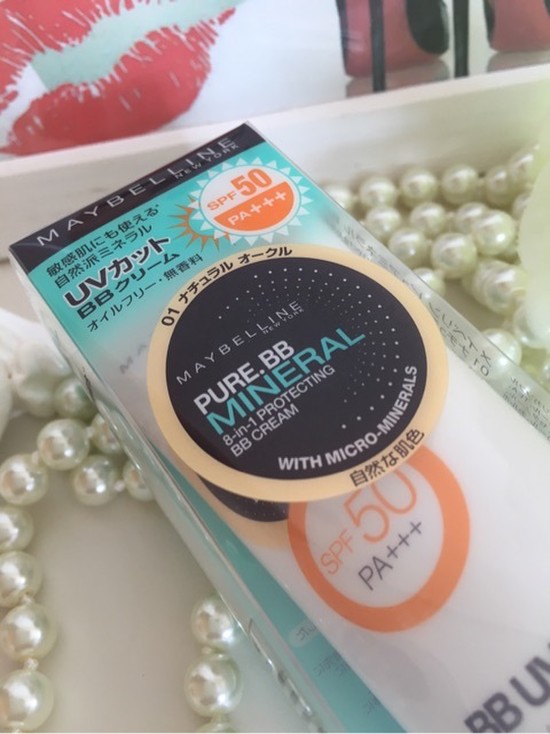 MAYBELLINE
NEW YORK
敏感肌にも使える*
自然派ミネラル
UVカット
BBクリーム
オイルフリー・無香料
SPF50
PA+++
01 ナチュラル オークル
MAYBELLINE
NEW YORK
PURE.BB
MINERAL
8-in-1 PROTECTING
BB CREAM
WITH MICRO-MINERALS
自然な肌色
SPF
50
PA+++
BB UV